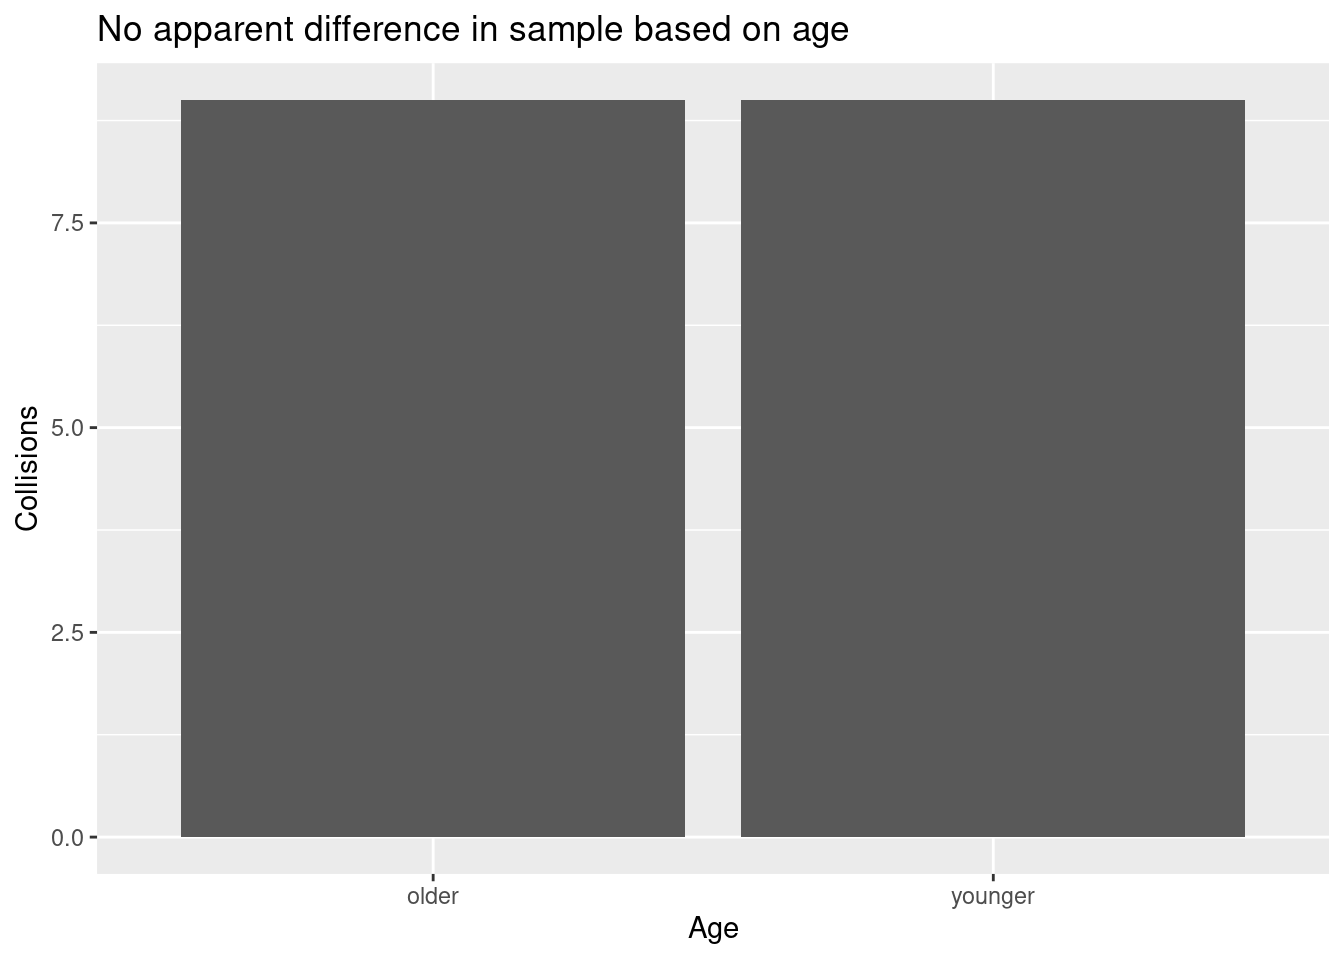 No apparent difference in sample based on age
7.5
5.0
2.5
0.0
Collisions
older
younger
Age